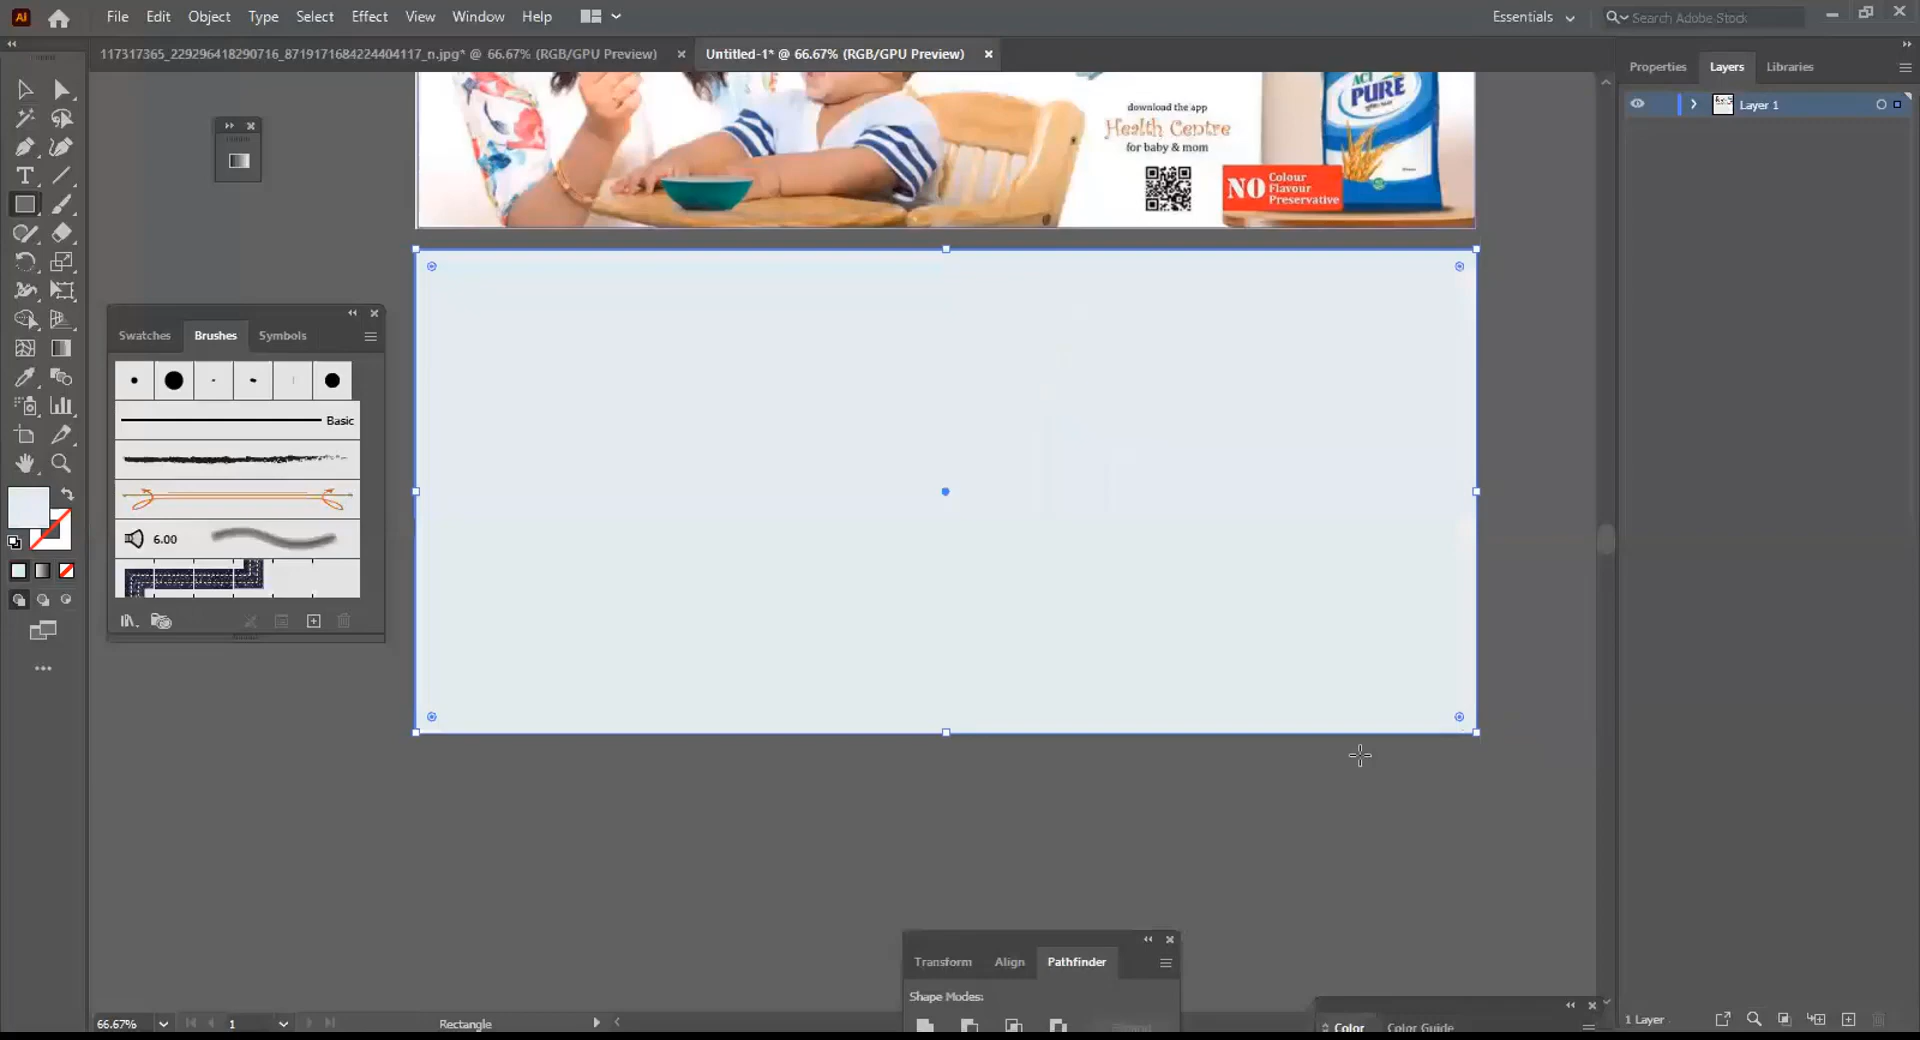 Ai
File Edit Object Type Select Effect View Window Help
Essentials
Search Adobe Stock
117317365_229296418290716_8719171684224404117_n.jpg* @ 66.67% (RGB/GPU Preview)
Untitled-1* @ 66.67% (RGB/GPU Preview)
Properties Layers Libraries
Layer 1
ACI
PURE
download the app
Health Centre
for baby & mom
NO
Colour
Flavour
Preservative
Swatches Brushes Symbols
Basic
6.00
Transform Align Pathfinder
Shape Modes:
66.67%
1
Rectangle
Color Color Guide
1 Layer